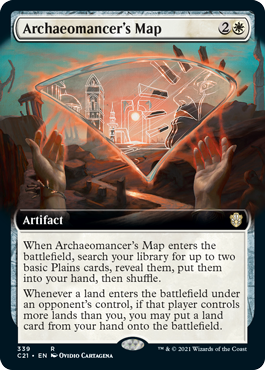 Archaeomancer's Map 2
Artifact
When Archaeomancer's Map enters the
battlefield, search your library for up to two
basic Plains cards, reveal them, put them
into your hand, then shuffle.
Whenever a land enters the battlefield under
an opponent's control, if that player controls
more lands than you, you may put a land
card from your hand onto the battlefield.
339 R
C21 • EN Ovidio Cartagena
™ & © 2021 Wizards of the Coast